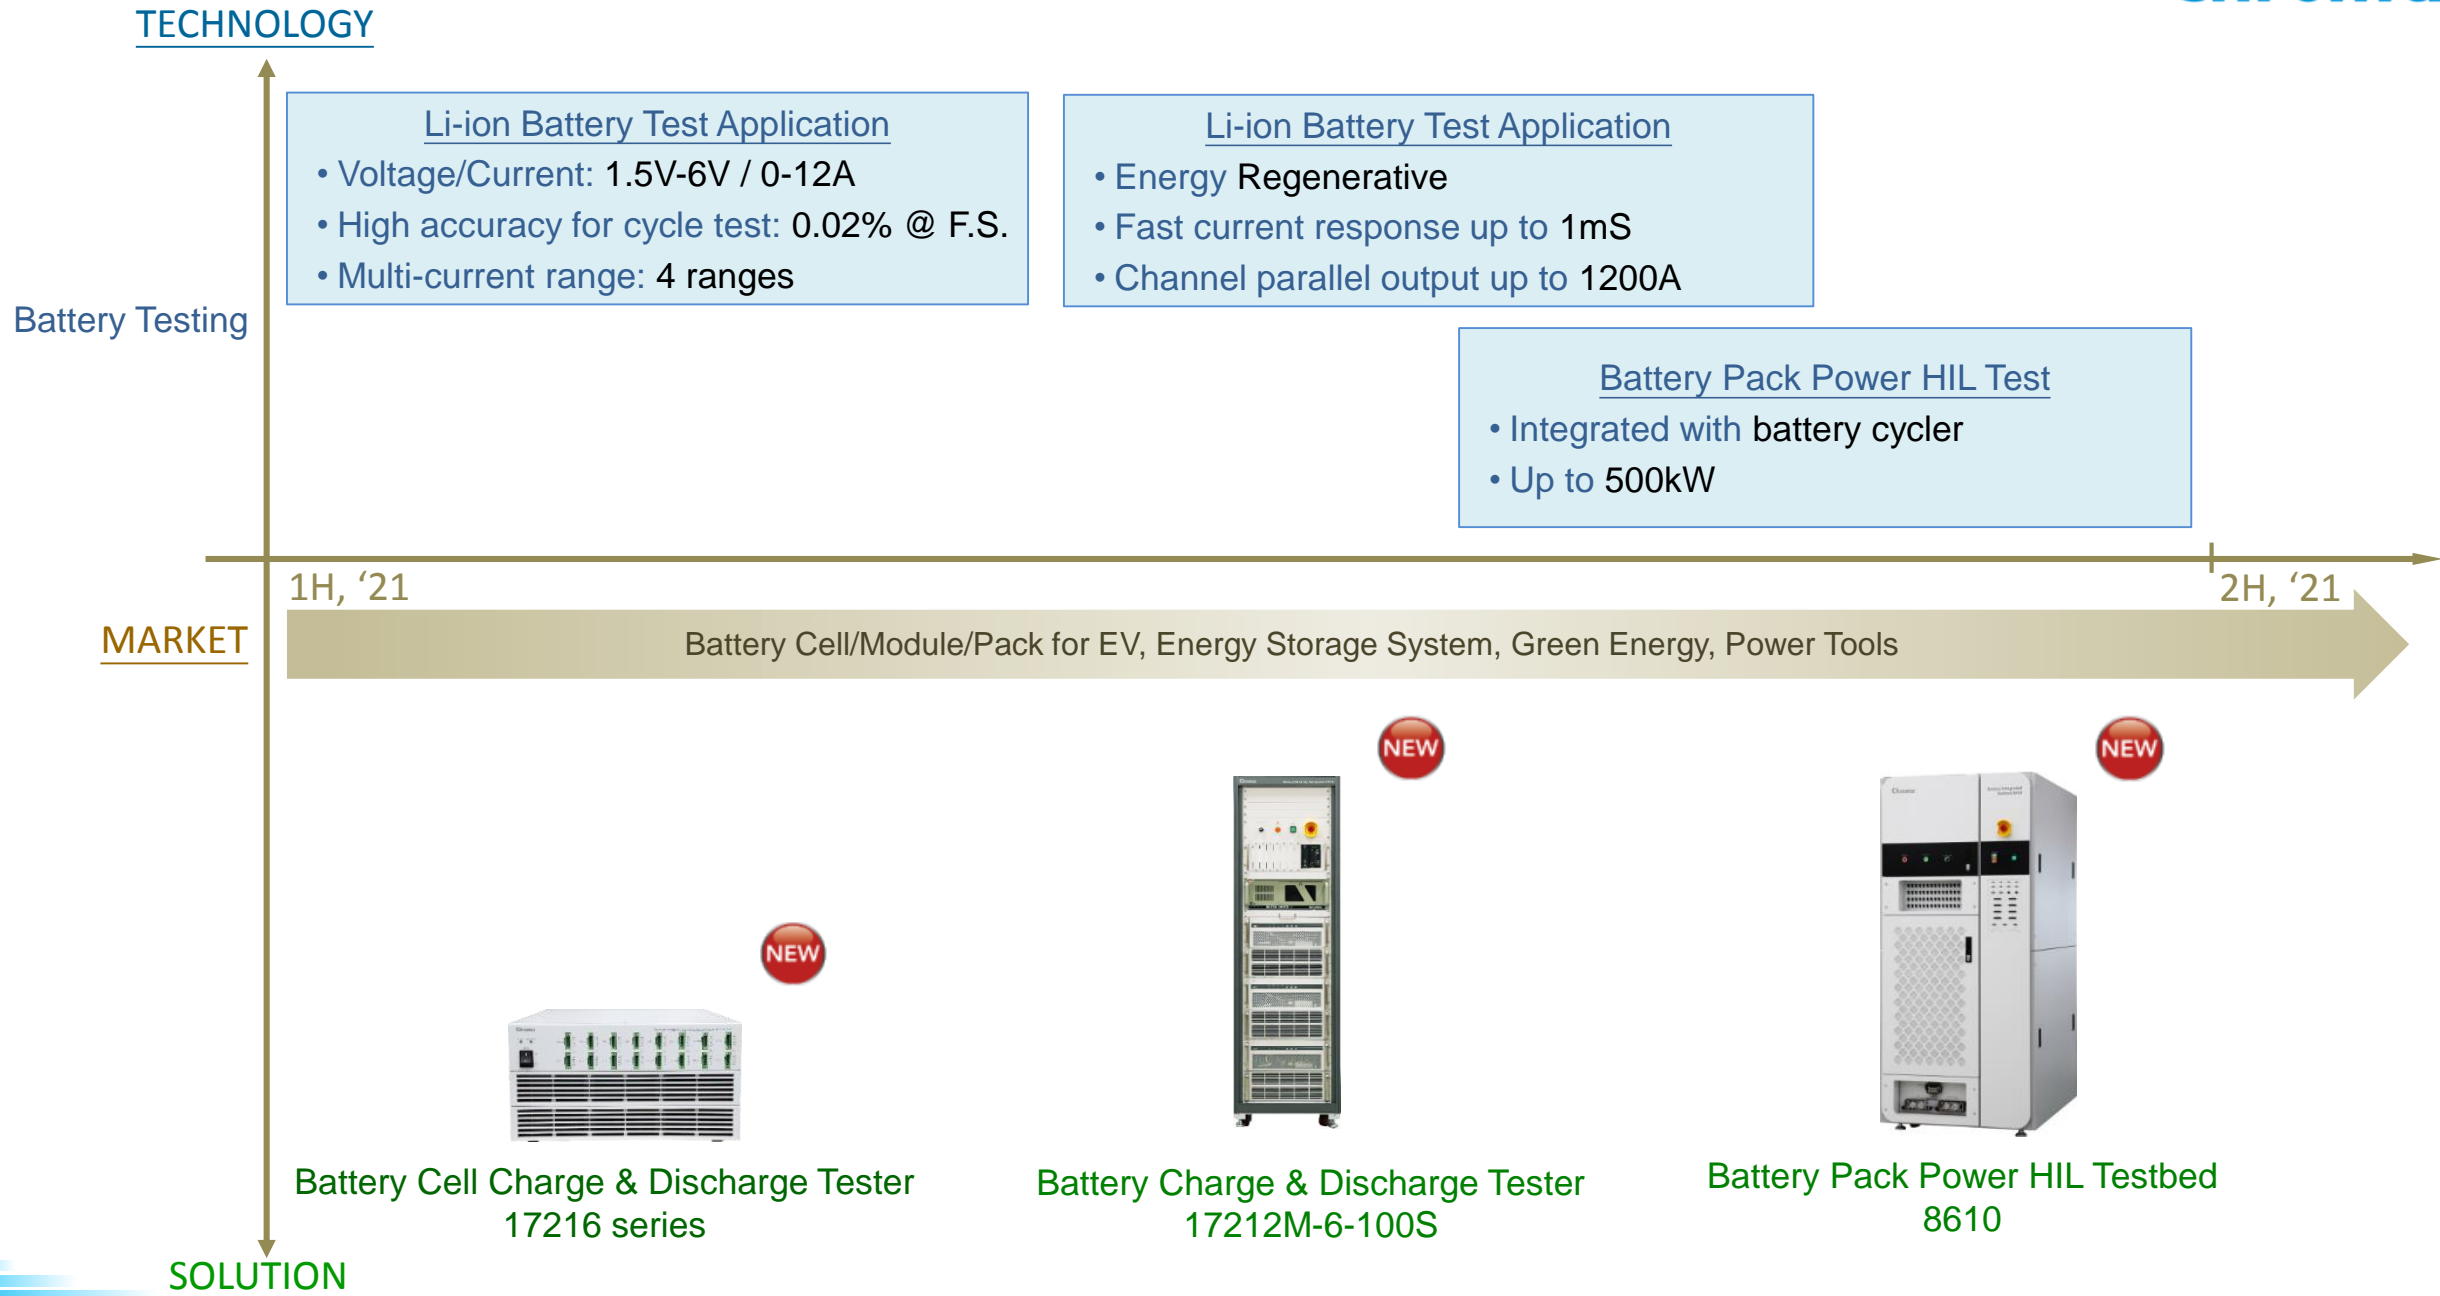 TECHNOLOGY
Li-ion Battery Test Application
• Voltage/Current: 1.5V-6V / 0-12A
• High accuracy for cycle test: 0.02% @ F.S.
• Multi-current range: 4 ranges
Li-ion Battery Test Application
• Energy Regenerative
• Fast current response up to 1mS
• Channel parallel output up to 1200A
Battery Testing
Battery Pack Power HIL Test
• Integrated with battery cycler
• Up to 500kW
1H, ‘21
2H, ‘21
MARKET
Battery Cell/Module/Pack for EV, Energy Storage System, Green Energy, Power Tools
NEW
NEW
NEW
Battery Cell Charge & Discharge Tester
17216 series
Battery Charge & Discharge Tester
17212M-6-100S
Battery Pack Power HIL Testbed
8610
SOLUTION